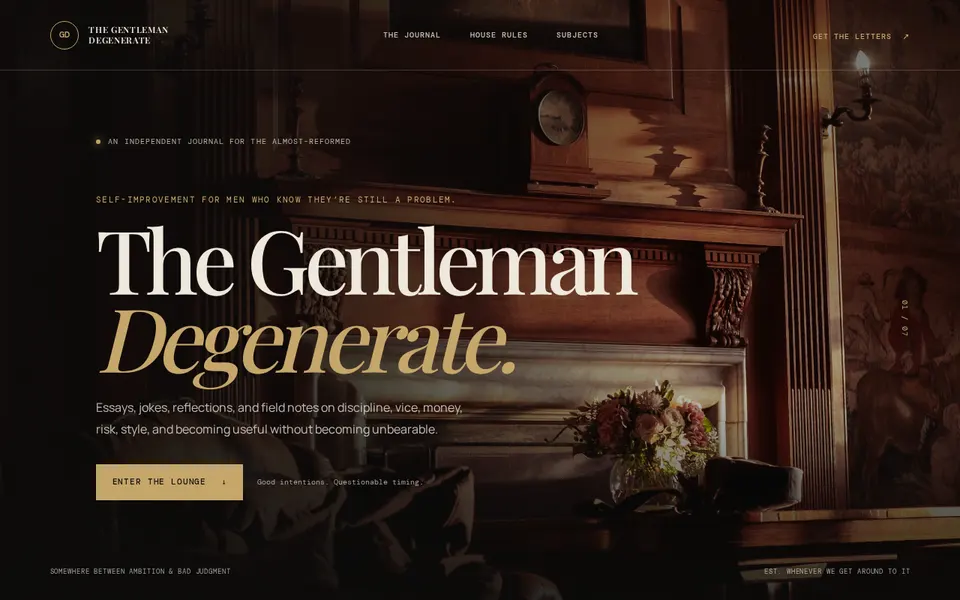 GD
THE GENTLEMAN
DEGENERATE
THE JOURNAL
HOUSE RULES
SUBJECTS
GET THE LETTERS ↗
AN INDEPENDENT JOURNAL FOR THE ALMOST-REFORMED
SELF-IMPROVEMENT FOR MEN WHO KNOW THEY'RE STILL A PROBLEM.
The Gentleman
Degenerate.
01 / 07
Essays, jokes, reflections, and field notes on discipline, vice, money,
risk, style, and becoming useful without becoming unbearable.
ENTER THE LOUNGE ↓
Good intentions. Questionable timing.
SOMEWHERE BETWEEN AMBITION & BAD JUDGMENT
EST. WHENEVER WE GET AROUND TO IT